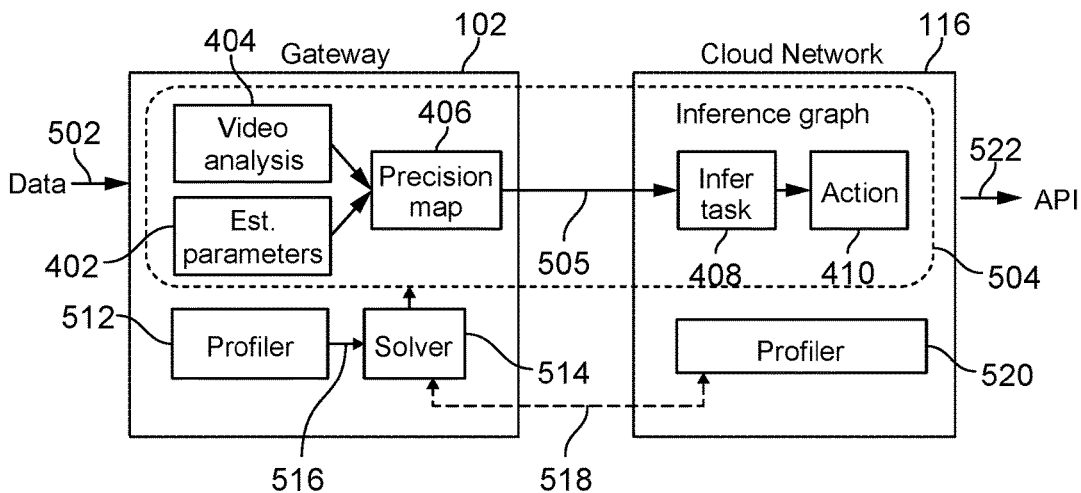 Gateway
102
Cloud Network
116
404
406
Inference graph
502
Data
Video
analysis
Precision
map
Infer
task
Action
522
API
Est.
parameters
402
505
408
410
504
512
Profiler
Solver
514
Profiler
520
516
518